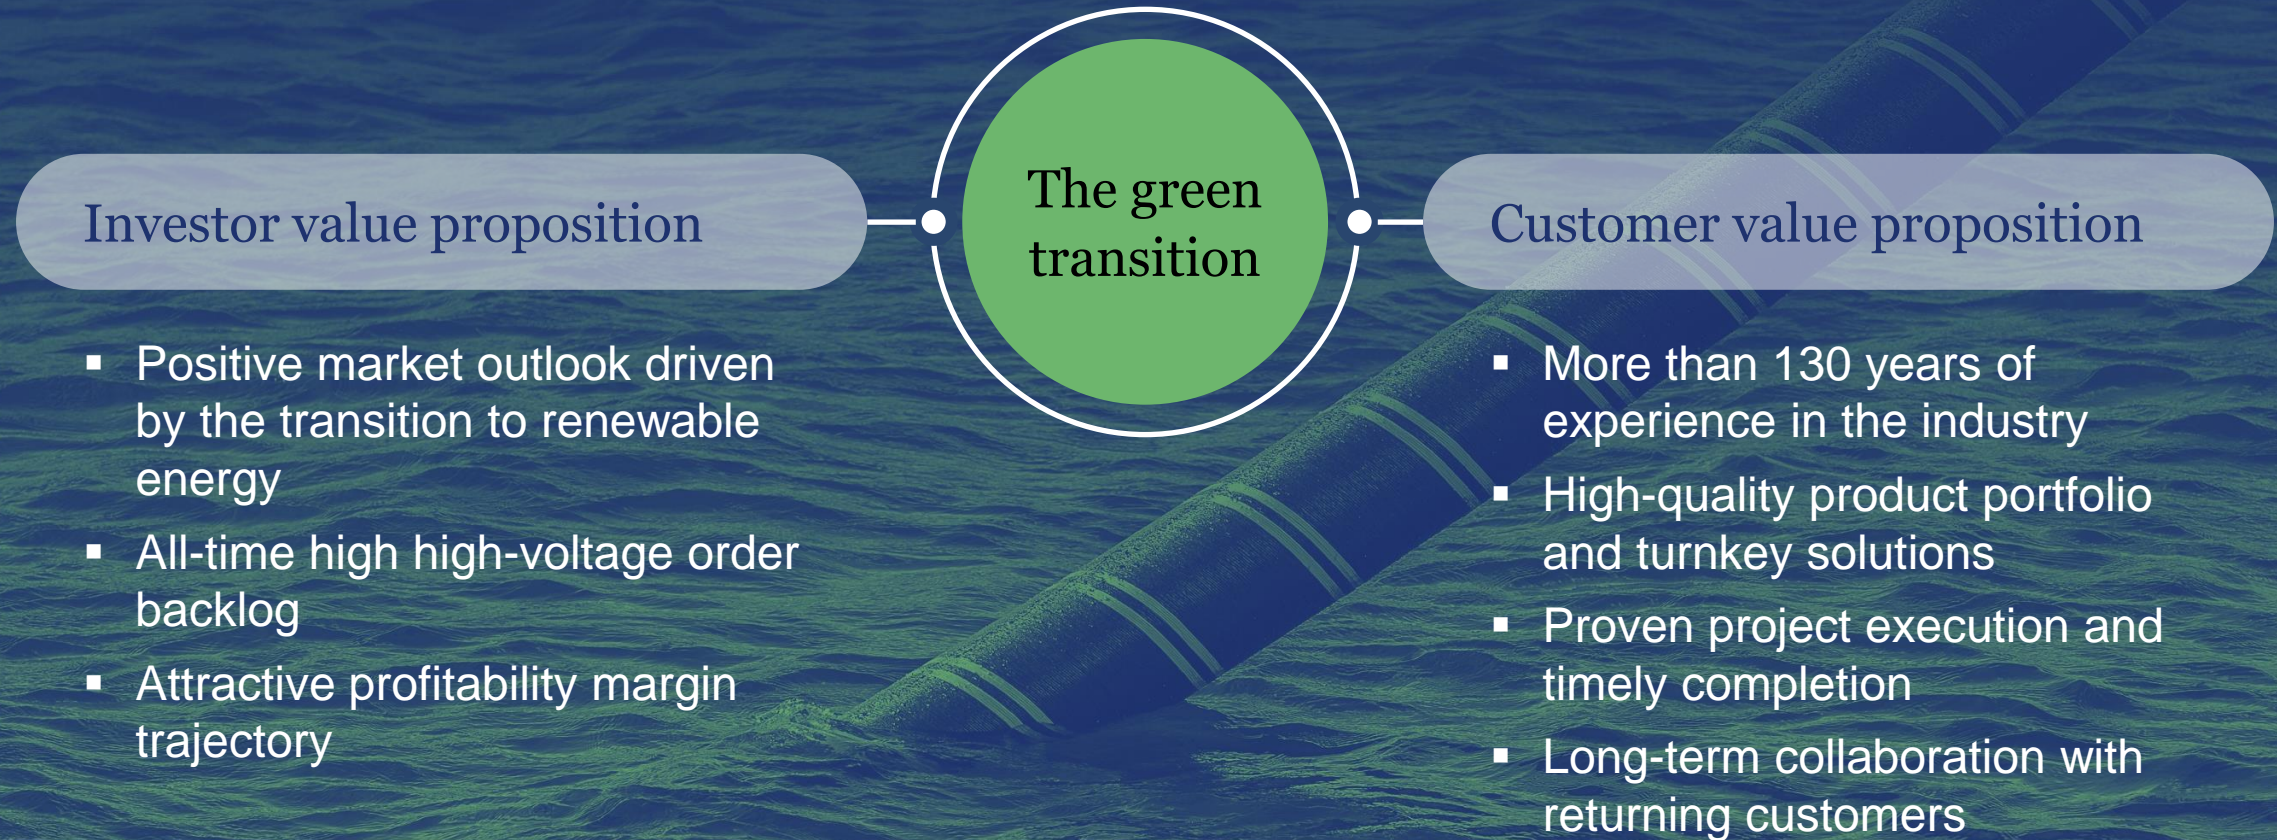 The green
transition
Investor value proposition
▪ Positive market outlook driven
by the transition to renewable
energy
▪ All-time high high-voltage order
backlog
▪ Attractive profitability margin
trajectory
Customer value proposition
▪ More than 130 years of
experience in the industry
▪ High-quality product portfolio
and turnkey solutions
▪ Proven project execution and
timely completion
▪ Long-term collaboration with
returning customers